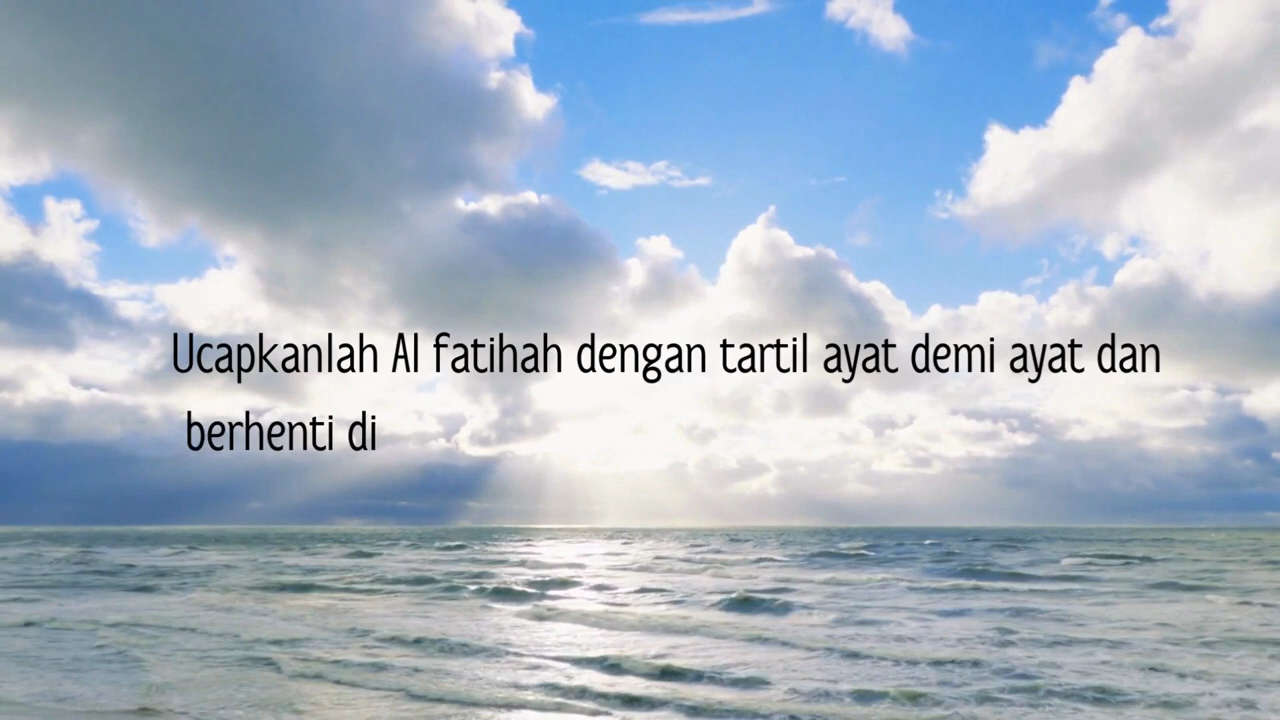 Ucapkanlah Al fatihah dengan tartil ayat demi ayat dan
berhenti di